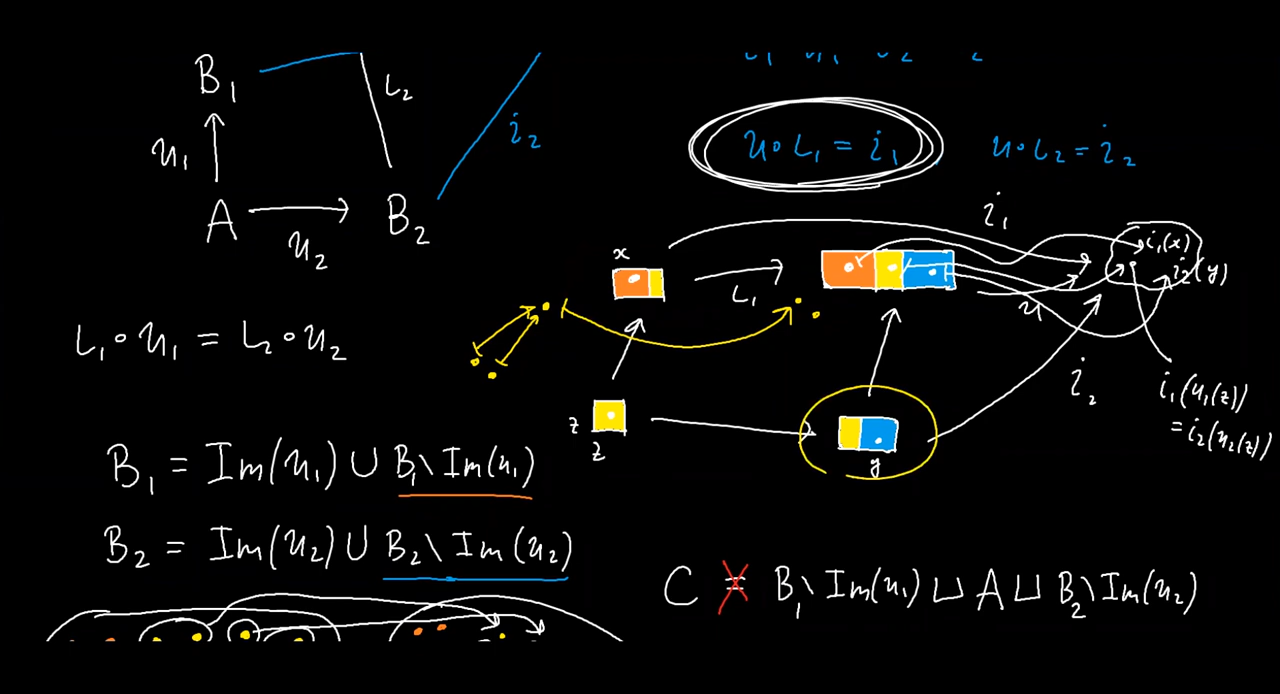 B₁
ι₂
u₁
i₂
A
u₂
B₂
u∘ι₁ = i₁
u∘ι₂ = i₂
i₁
x
i₁(x)
i₂(y)
ι₁
u
i₂
i₁(u₁(z))
= i₂(u₂(z))
z
z
y
ι₁∘u₁ = ι₂∘u₂
B₁ = Im(u₁) ∪ B₁\Im(u₁)
B₂ = Im(u₂) ∪ B₂\Im(u₂)
C = B₁\Im(u₁) ⊔ A ⊔ B₂\Im(u₂)